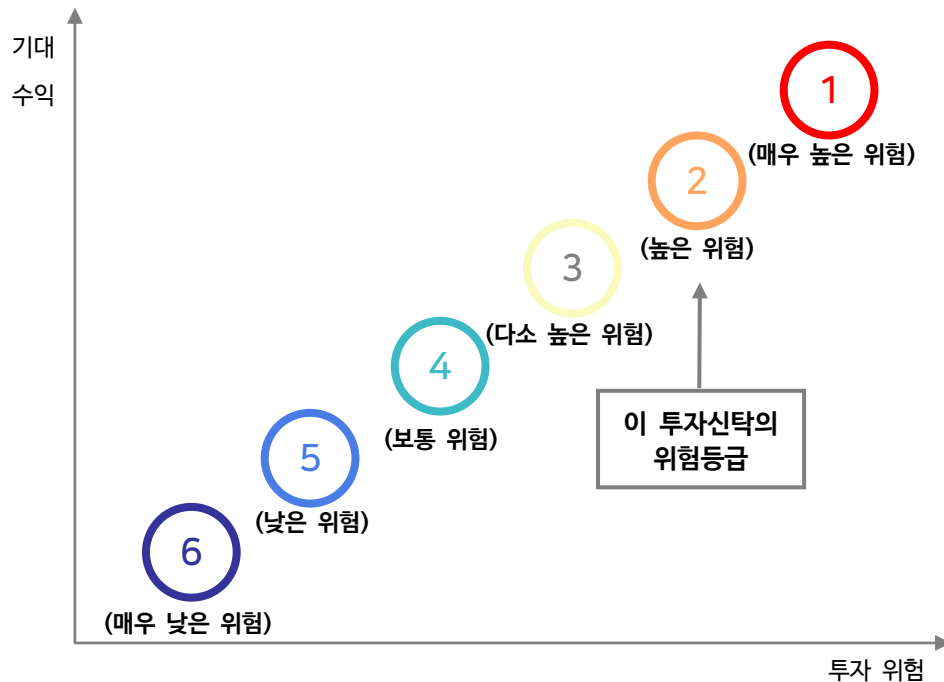 기대
수익
1
(매우 높은 위험)
2
(높은 위험)
3
(다소 높은 위험)
4
(보통 위험)
이 투자신탁의
위험등급
5
(낮은 위험)
6
(매우 낮은 위험)
투자 위험